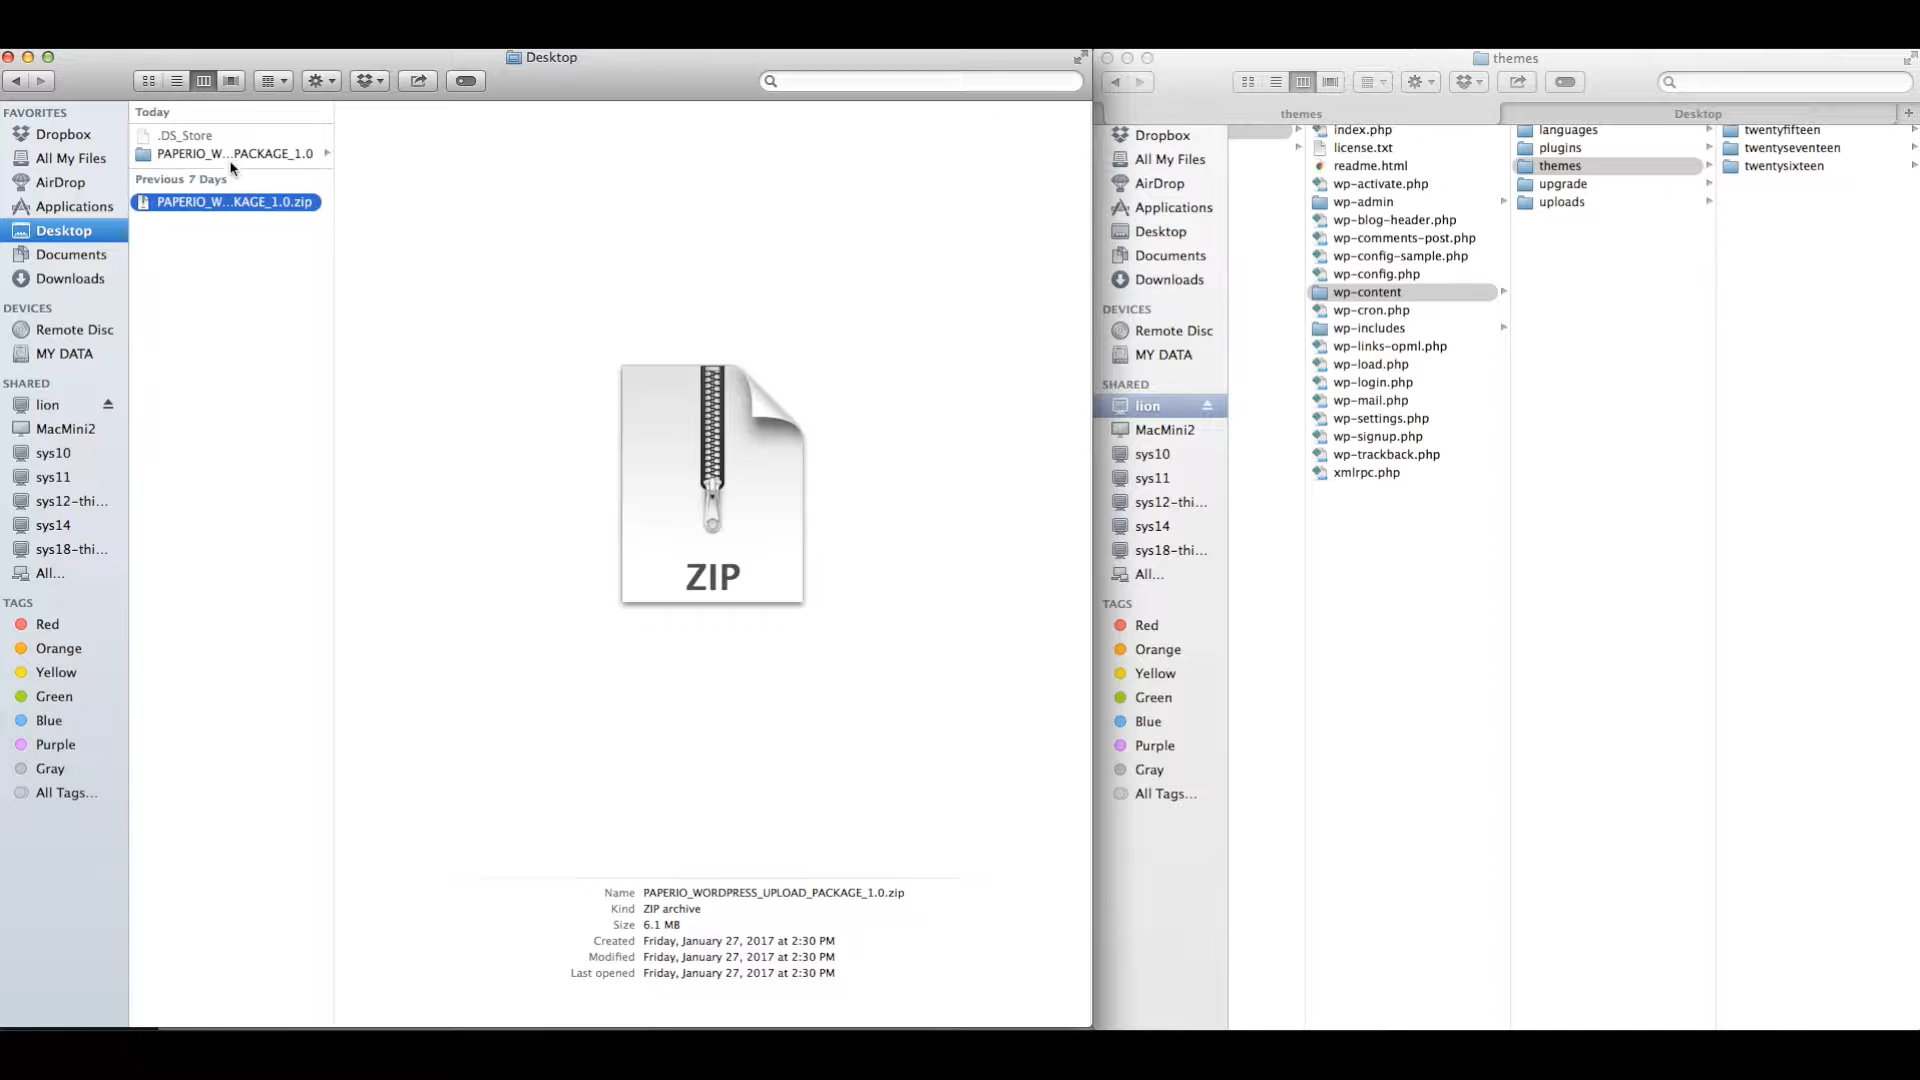 Desktop
FAVORITES
Dropbox
All My Files
AirDrop
Applications
Desktop
Documents
Downloads
DEVICES
Remote Disc
MY DATA
SHARED
lion
MacMini2
sys10
sys11
sys12-thi...
sys14
sys18-thi...
All...
TAGS
Red
Orange
Yellow
Green
Blue
Purple
Gray
All Tags...
Today
.DS_Store
PAPERIO_W...PACKAGE_1.0
Previous 7 Days
PAPERIO_W...KAGE_1.0.zip
ZIP
Name PAPERIO_WORDPRESS_UPLOAD_PACKAGE_1.0.zip
Kind ZIP archive
Size 6.1 MB
Created Friday, January 27, 2017 at 2:30 PM
Modified Friday, January 27, 2017 at 2:30 PM
Last opened Friday, January 27, 2017 at 2:30 PM
themes
themes
Desktop
Dropbox
All My Files
AirDrop
Applications
Desktop
Documents
Downloads
DEVICES
Remote Disc
MY DATA
SHARED
lion
MacMini2
sys10
sys11
sys12-thi...
sys14
sys18-thi...
All...
TAGS
Red
Orange
Yellow
Green
Blue
Purple
Gray
All Tags...
index.php
license.txt
readme.html
wp-activate.php
wp-admin
wp-blog-header.php
wp-comments-post.php
wp-config-sample.php
wp-config.php
wp-content
wp-cron.php
wp-includes
wp-links-opml.php
wp-load.php
wp-login.php
wp-mail.php
wp-settings.php
wp-signup.php
wp-trackback.php
xmlrpc.php
languages
plugins
themes
upgrade
uploads
twentyfifteen
twentyseventeen
twentysixteen